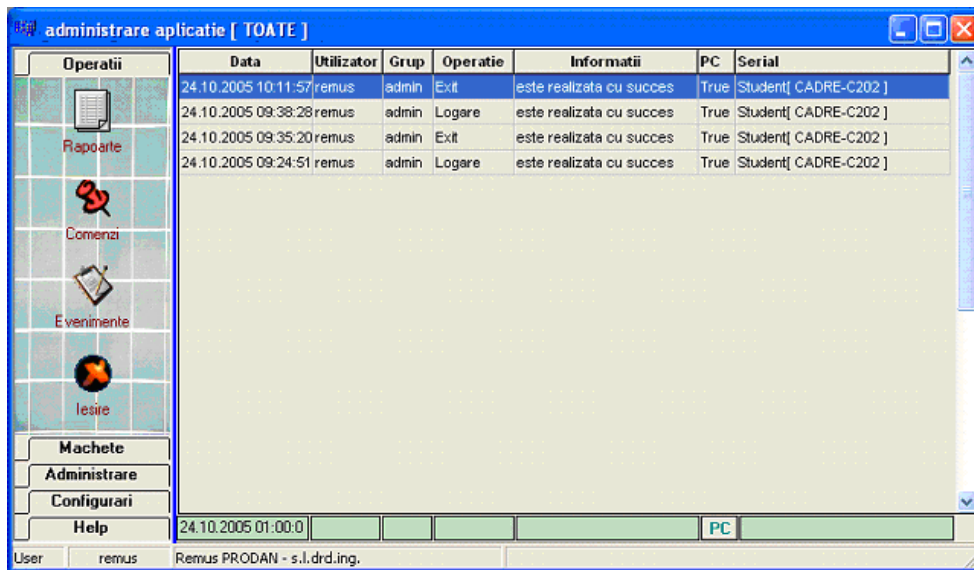 administrare aplicatie [ TOATE ]
Operatii
Rapoarte
Comenzi
Evenimente
Iesire
Machete
Administrare
Configurari
Help
Data Utilizator Grup Operatie Informatii PC Serial
24.10.2005 10:11:57 remus admin Exit este realizata cu succes True Student[ CADRE-C202 ]
24.10.2005 09:38:28 remus admin Logare este realizata cu succes True Student[ CADRE-C202 ]
24.10.2005 09:35:20 remus admin Exit este realizata cu succes True Student[ CADRE-C202 ]
24.10.2005 09:24:51 remus admin Logare este realizata cu succes True Student[ CADRE-C202 ]
24.10.2005 01:00:0 PC
User remus Remus PRODAN - s.l.drd.ing.